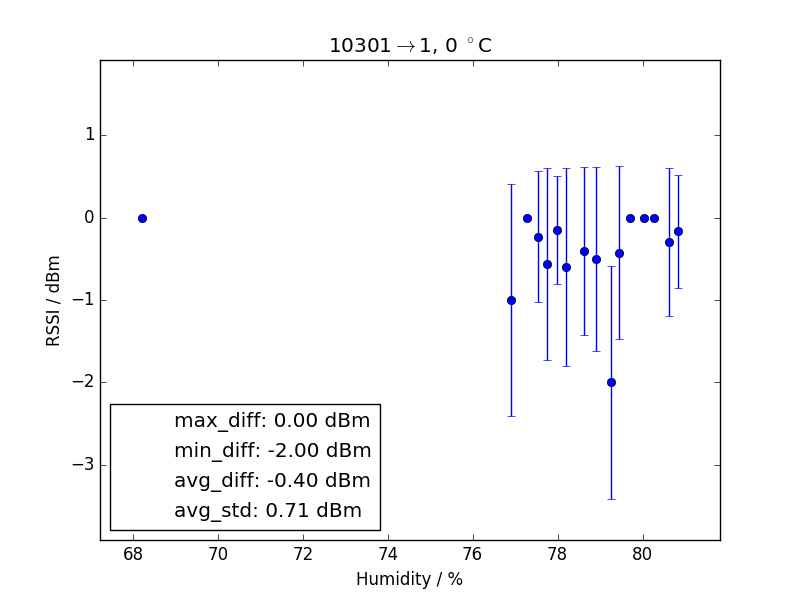 10301→1, 0 °C
RSSI / dBm
1
0
−1
−2
−3
max_diff: 0.00 dBm
min_diff: -2.00 dBm
avg_diff: -0.40 dBm
avg_std: 0.71 dBm
68 70 72 74 76 78 80
Humidity / %